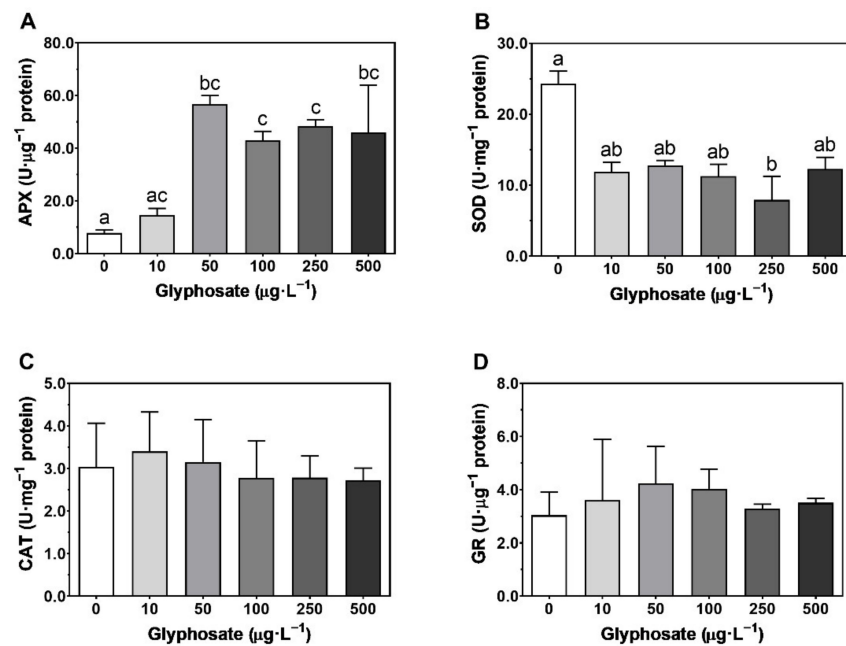 A
APX (U·μg⁻¹ protein)
80.0
60.0
40.0
20.0
0.0
a
ac
bc
c
c
bc
0 10 50 100 250 500
Glyphosate (μg·L⁻¹)
B
SOD (U·mg⁻¹ protein)
30.0
20.0
10.0
0.0
a
ab
ab
ab
b
ab
0 10 50 100 250 500
Glyphosate (μg·L⁻¹)
C
CAT (U·mg⁻¹ protein)
5.0
4.0
3.0
2.0
1.0
0.0
0 10 50 100 250 500
Glyphosate (μg·L⁻¹)
D
GR (U·μg⁻¹ protein)
8.0
6.0
4.0
2.0
0.0
0 10 50 100 250 500
Glyphosate (μg·L⁻¹)